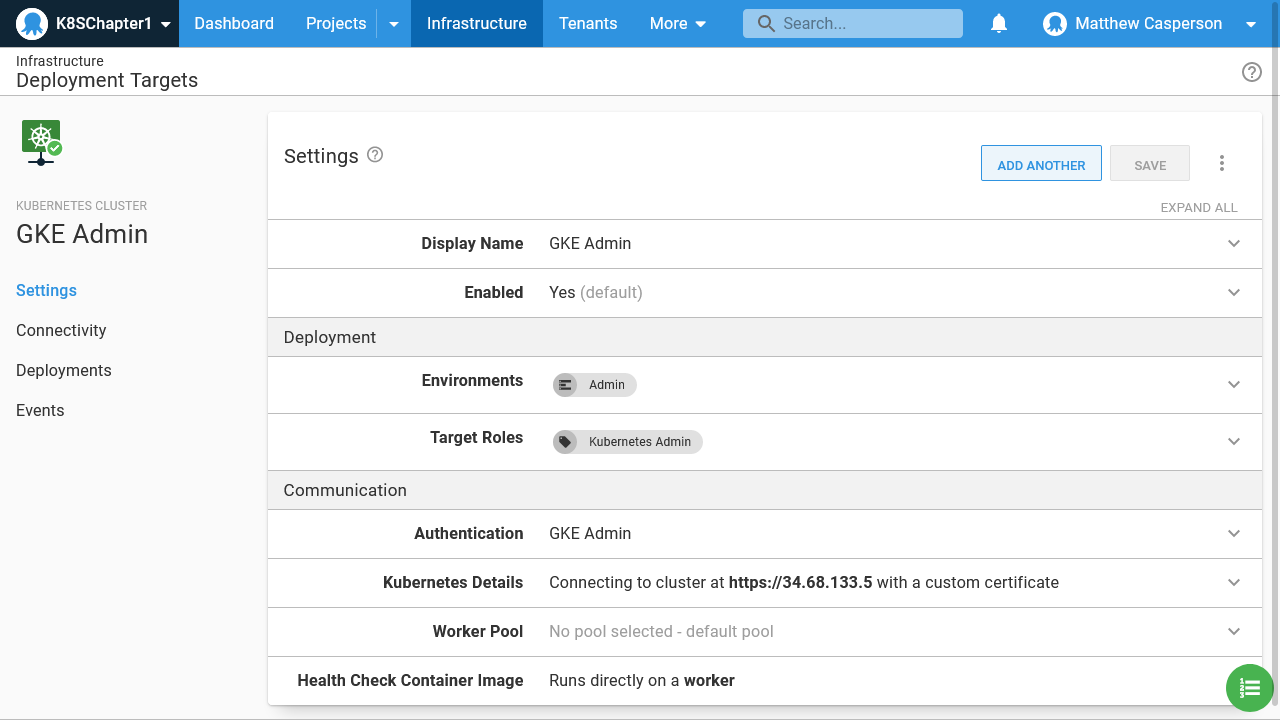 K8SChapter1
Dashboard
Projects
Infrastructure
Tenants
More
Search...
Matthew Casperson
Infrastructure
Deployment Targets
KUBERNETES CLUSTER
GKE Admin
Settings
Connectivity
Deployments
Events
Settings
ADD ANOTHER
SAVE
EXPAND ALL
Display Name GKE Admin
Enabled Yes (default)
Deployment
Environments Admin
Target Roles Kubernetes Admin
Communication
Authentication GKE Admin
Kubernetes Details Connecting to cluster at https://34.68.133.5 with a custom certificate
Worker Pool No pool selected - default pool
Health Check Container Image Runs directly on a worker